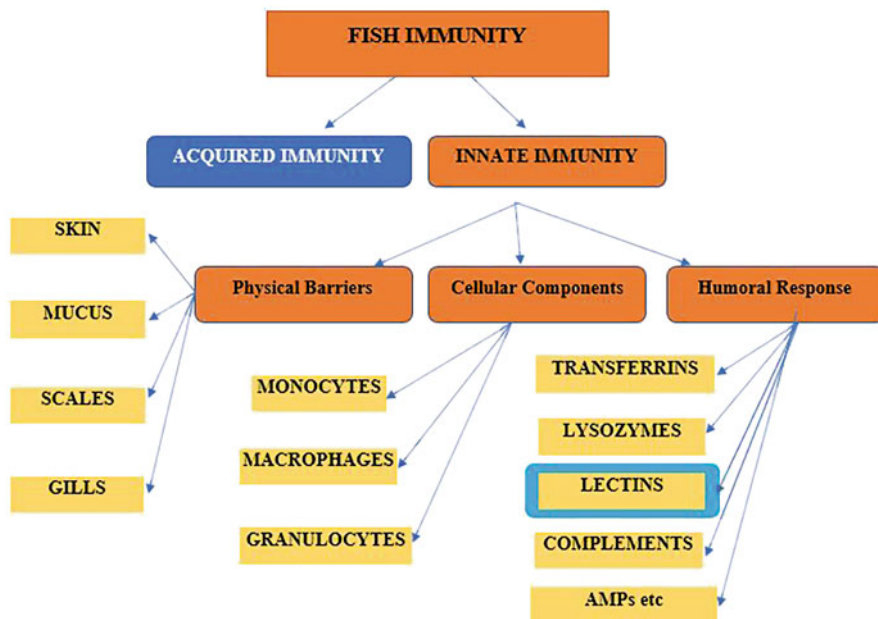 FISH IMMUNITY
ACQUIRED IMMUNITY
INNATE IMMUNITY
Physical Barriers
Cellular Components
Humoral Response
SKIN
MUCUS
SCALES
GILLS
MONOCYTES
MACROPHAGES
GRANULOCYTES
TRANSFERRINS
LYSOZYMES
LECTINS
COMPLEMENTS
AMPs etc